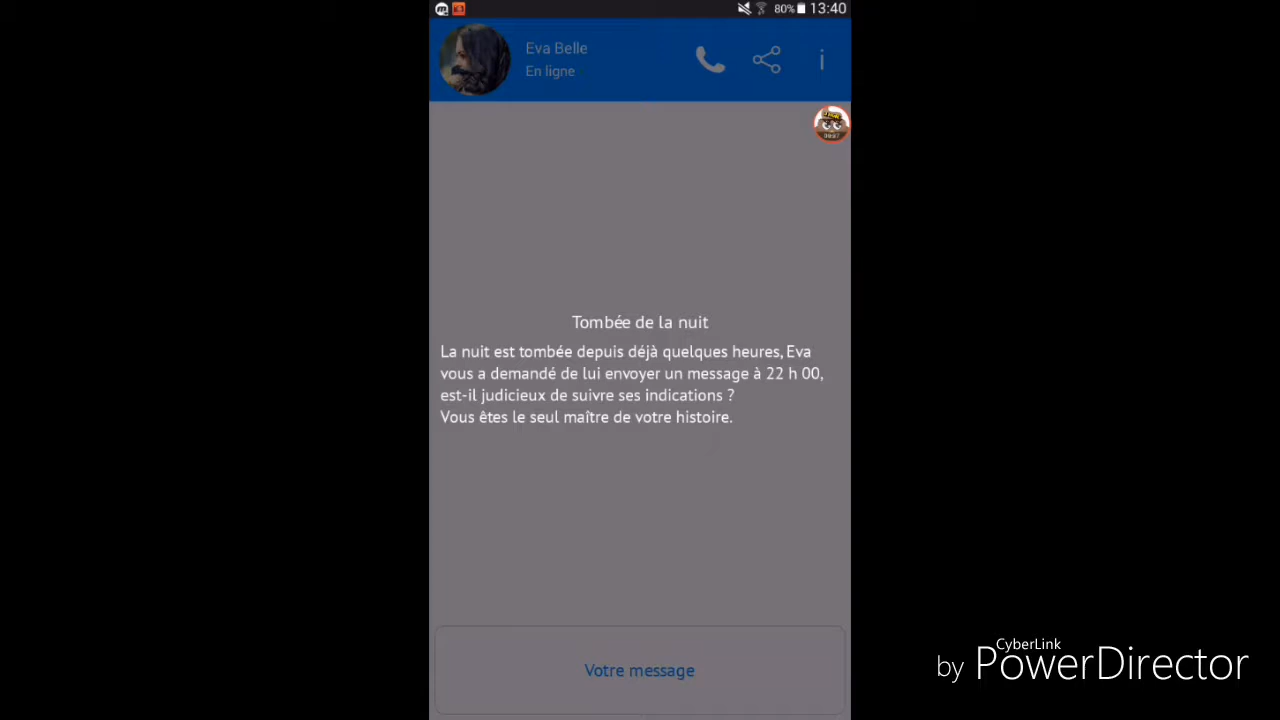 80% 13:40
Eva Belle
En ligne
Tombée de la nuit
La nuit est tombée depuis déjà quelques heures, Eva
vous a demandé de lui envoyer un message à 22 h 00,
est-il judicieux de suivre ses indications ?
Vous êtes le seul maître de votre histoire.
Votre message
CyberLink
by PowerDirector